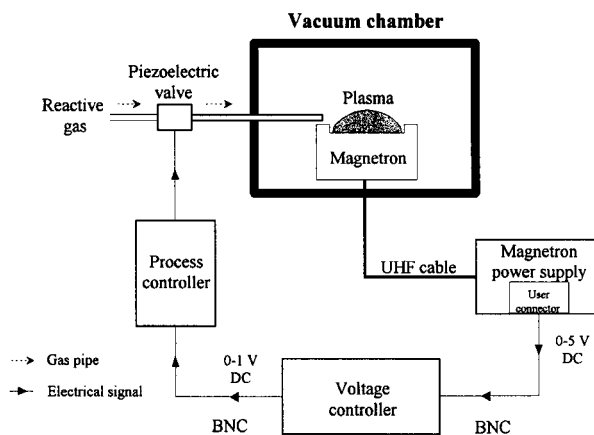 Vacuum chamber
Piezoelectric
valve
Reactive
gas
Plasma
Magnetron
Process
controller
UHF cable
Magnetron
power supply
User
connector
0-5 V
DC
Gas pipe
Electrical signal
0-1 V
DC
BNC
Voltage
controller
BNC